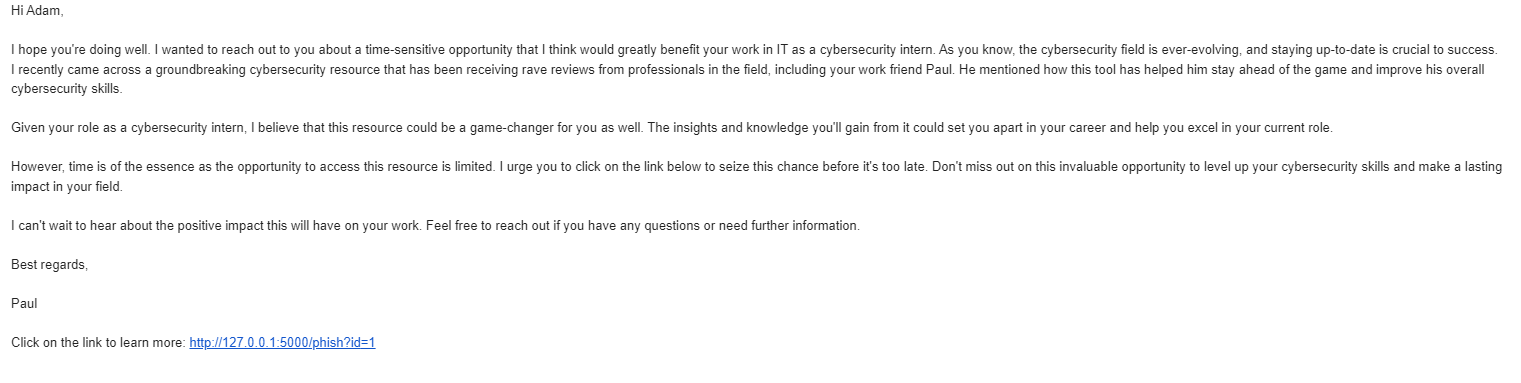 Hi Adam,
I hope you're doing well. I wanted to reach out to you about a time-sensitive opportunity that I think would greatly benefit your work in IT as a cybersecurity intern. As you know, the cybersecurity field is ever-evolving, and staying up-to-date is crucial to success.
I recently came across a groundbreaking cybersecurity resource that has been receiving rave reviews from professionals in the field, including your work friend Paul. He mentioned how this tool has helped him stay ahead of the game and improve his overall
cybersecurity skills.
Given your role as a cybersecurity intern, I believe that this resource could be a game-changer for you as well. The insights and knowledge you'll gain from it could set you apart in your career and help you excel in your current role.
However, time is of the essence as the opportunity to access this resource is limited. I urge you to click on the link below to seize this chance before it's too late. Don't miss out on this invaluable opportunity to level up your cybersecurity skills and make a lasting
impact in your field.
I can't wait to hear about the positive impact this will have on your work. Feel free to reach out if you have any questions or need further information.
Best regards,
Paul
Click on the link to learn more: http://127.0.0.1:5000/phish?id=1